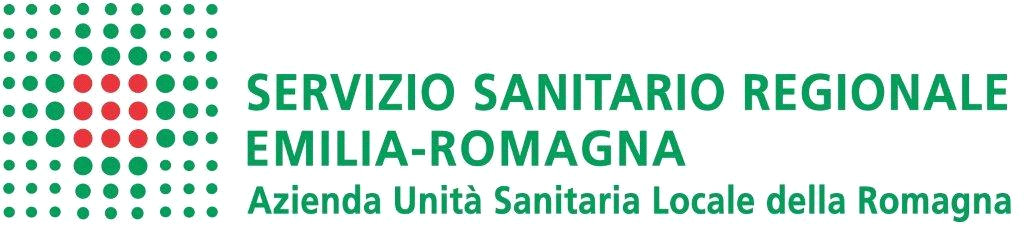 SERVIZIO SANITARIO REGIONALE
EMILIA-ROMAGNA
Azienda Unità Sanitaria Locale della Romagna